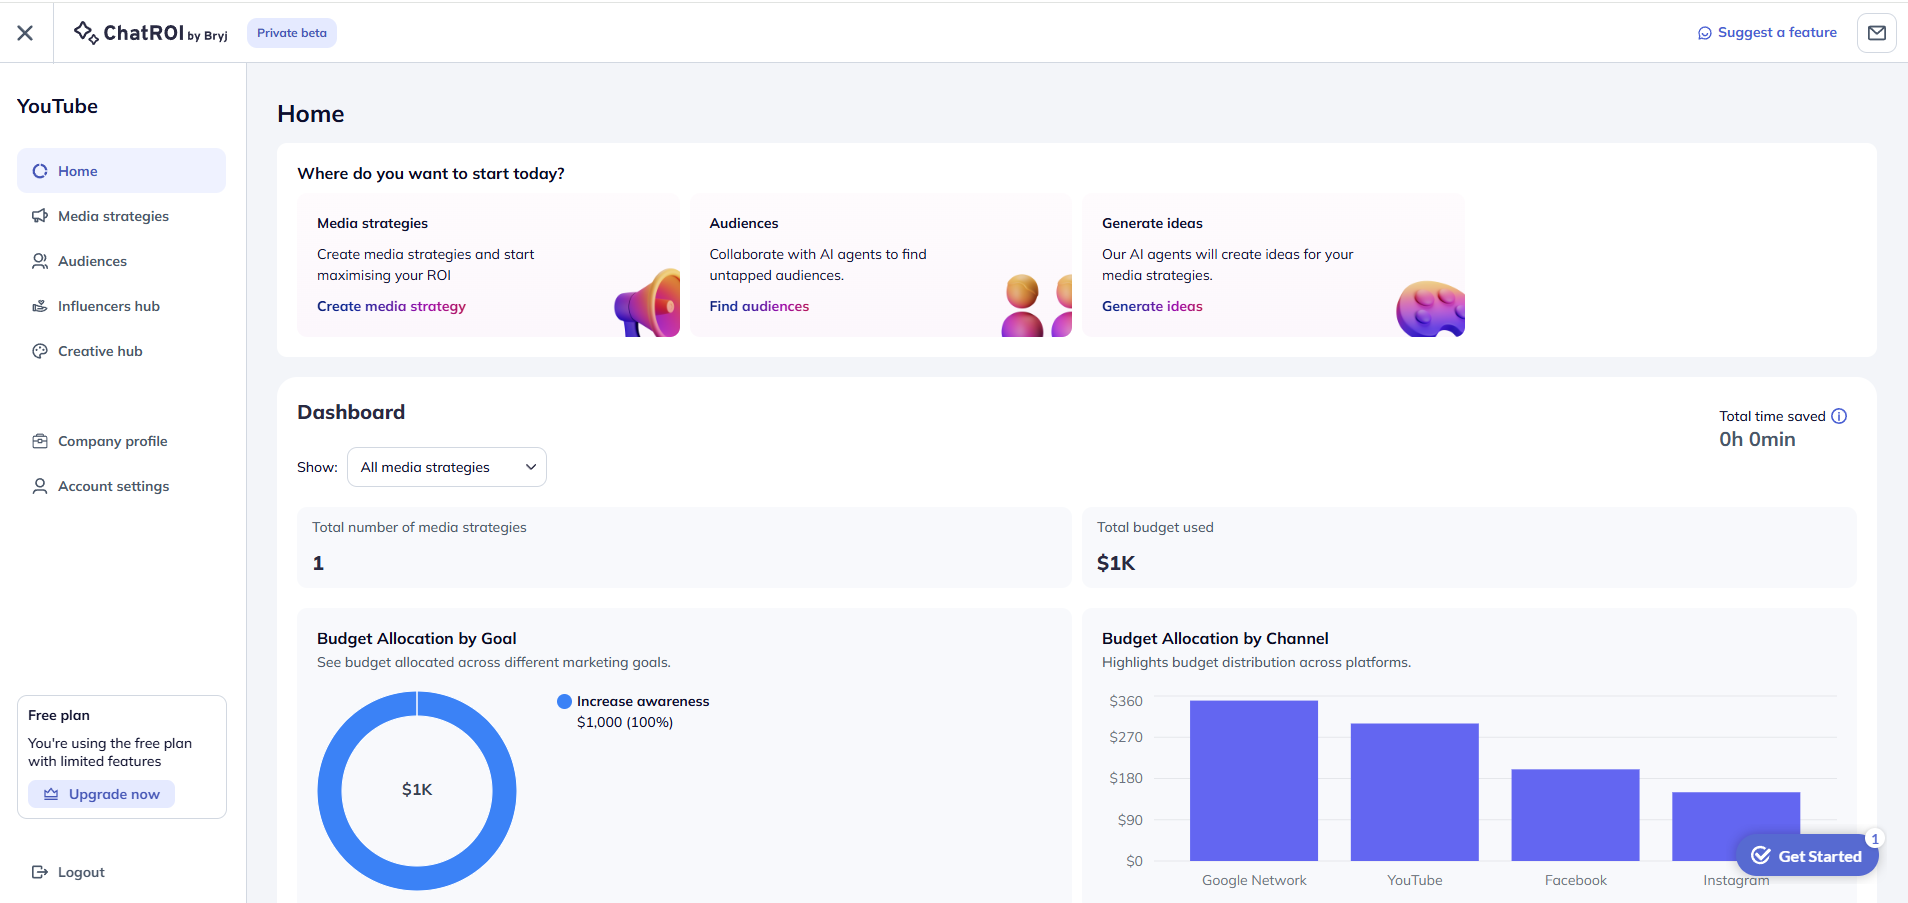 ChatROI by Bryj
Private beta
Suggest a feature
YouTube
Home
Media strategies
Audiences
Influencers hub
Creative hub
Company profile
Account settings
Free plan
You're using the free plan
with limited features
Upgrade now
Logout
Home
Where do you want to start today?
Media strategies
Create media strategies and start
maximising your ROI
Create media strategy
Audiences
Collaborate with AI agents to find
untapped audiences.
Find audiences
Generate ideas
Our AI agents will create ideas for your
media strategies.
Generate ideas
Dashboard
Total time saved
0h 0min
Show:
All media strategies
Total number of media strategies
1
Total budget used
$1K
Budget Allocation by Goal
See budget allocated across different marketing goals.
$1K
Increase awareness
$1,000 (100%)
Budget Allocation by Channel
Highlights budget distribution across platforms.
$360
$270
$180
$90
$0
Google Network
YouTube
Facebook
Instagram
Get Started
1